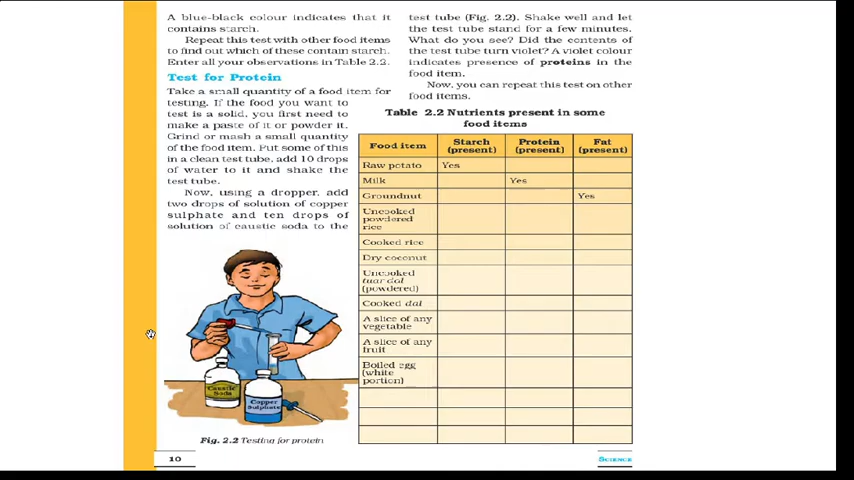 A blue-black colour indicates that it
contains starch.
Repeat this test with other food items
to find out which of these contain starch.
Enter all your observations in Table 2.2.
Test for Protein
Take a small quantity of a food item for
testing. If the food you want to
test is a solid, you first need to
make a paste of it or powder it.
Grind or mash a small quantity
of the food item. Put some of this
in a clean test tube, add 10 drops
of water to it and shake the
test tube.
Now, using a dropper, add
two drops of solution of copper
sulphate and ten drops of
solution of caustic soda to the
Caustic
Soda
Copper
Sulphate
Fig. 2.2 Testing for protein
test tube (Fig. 2.2). Shake well and let
the test tube stand for a few minutes.
What do you see? Did the contents of
the test tube turn violet? A violet colour
indicates presence of proteins in the
food item.
Now, you can repeat this test on other
food items.
Table 2.2 Nutrients present in some
food items
Food item Starch (present) Protein (present) Fat (present)
Raw potato Yes
Milk Yes
Groundnut Yes
Uncooked
powdered
rice
Cooked rice
Dry coconut
Uncooked
tuar dal
(powdered)
Cooked dal
A slice of any
vegetable
A slice of any
fruit
Boiled egg
(white
portion)
10
SCIENCE